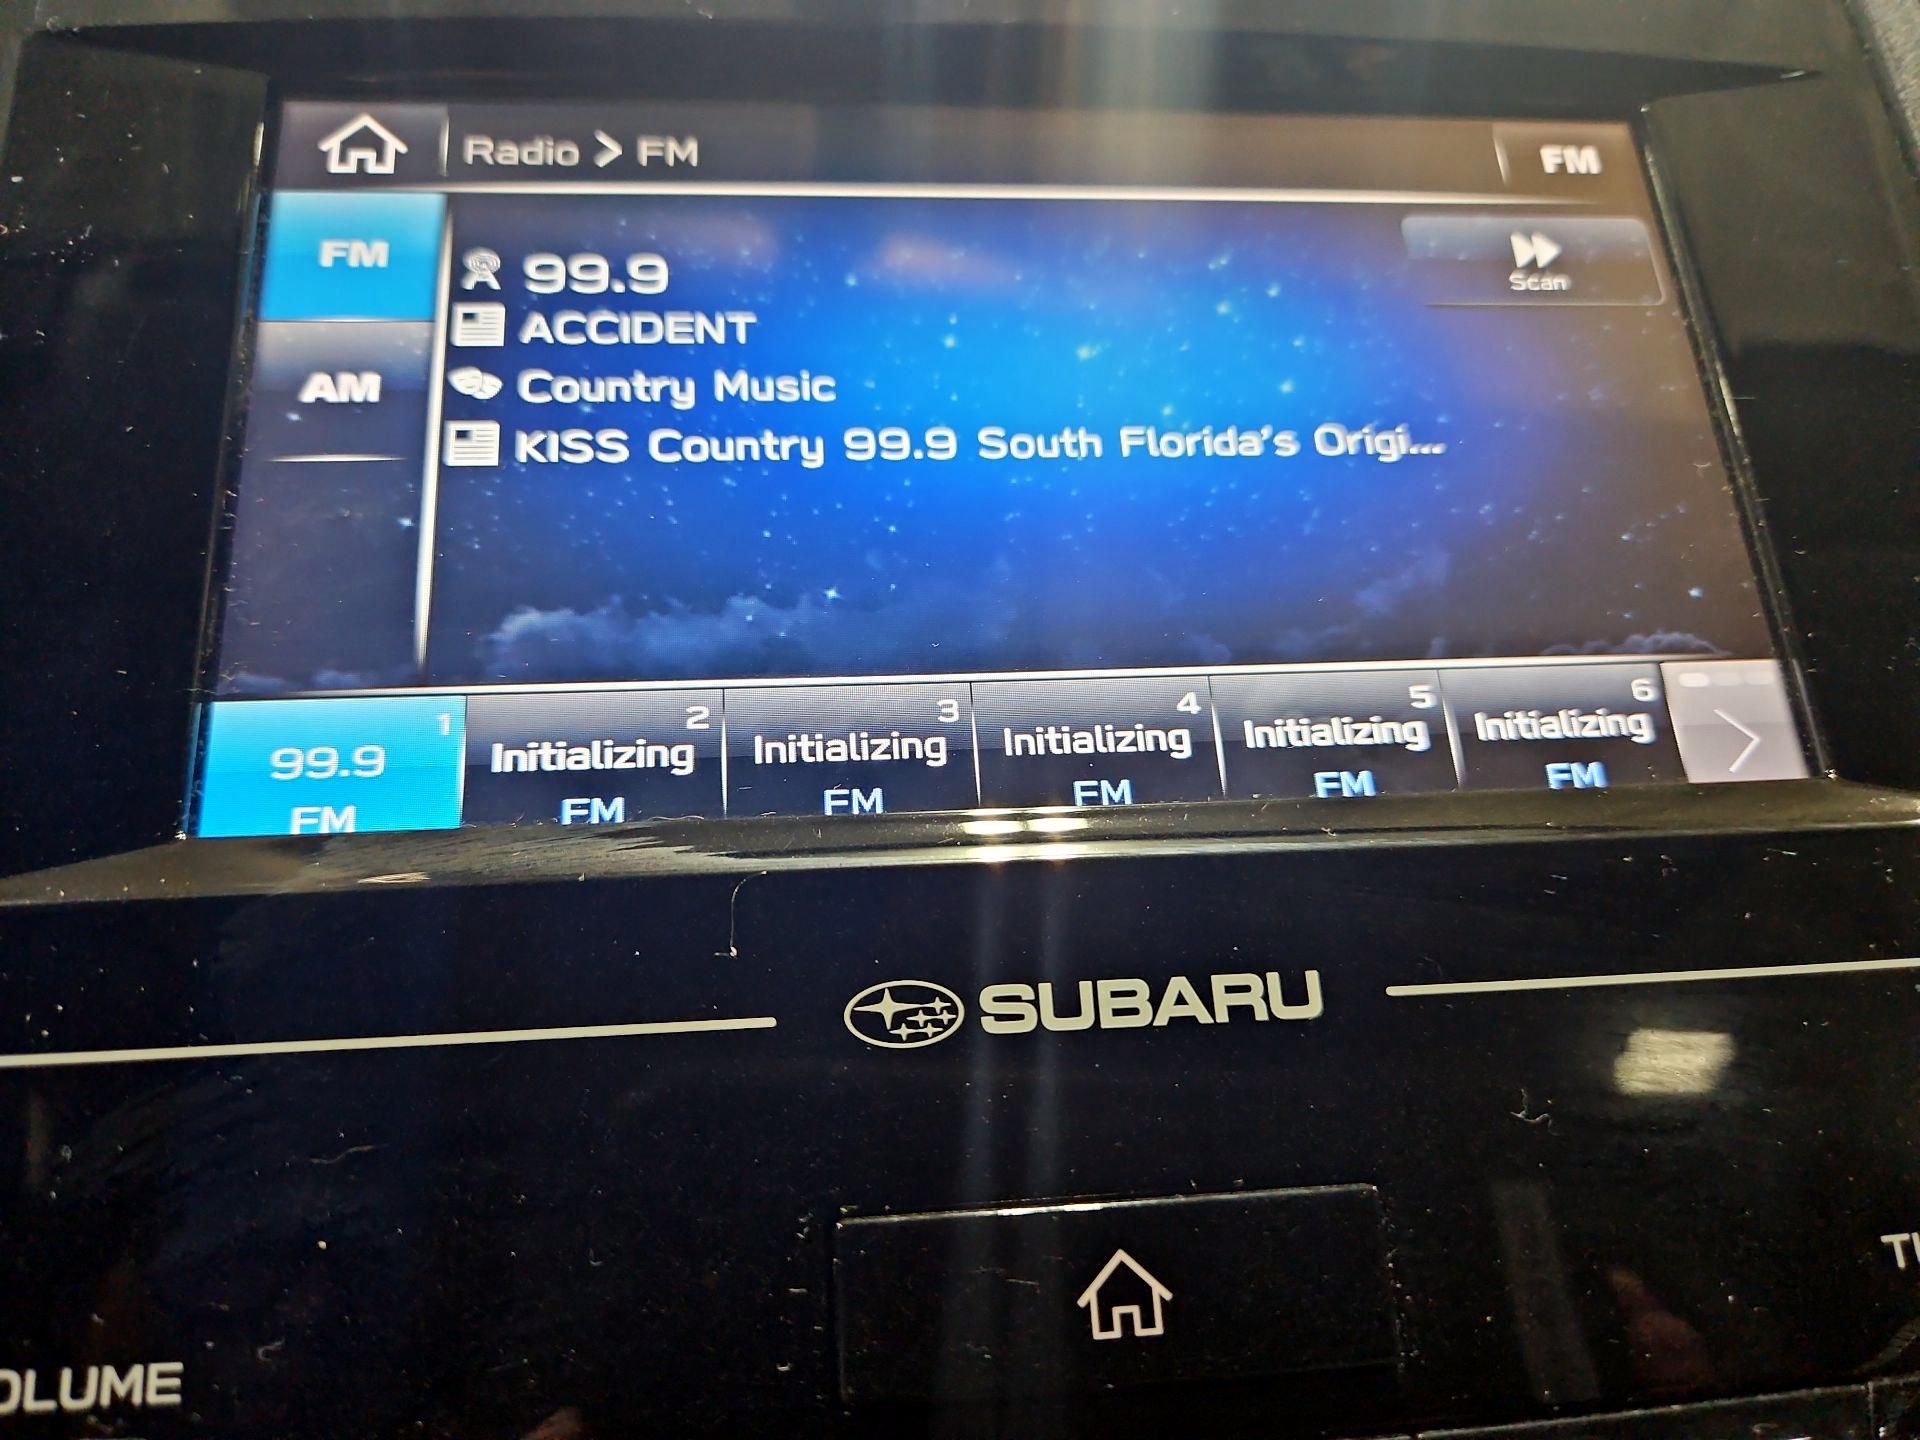 Radio > FM
FM
FM
AM
99.9
ACCIDENT
Country Music
KISS Country 99.9 South Florida's Origi...
Scan
1
99.9
FM
2
Initializing
FM
3
Initializing
FM
4
Initializing
FM
5
Initializing
FM
6
Initializing
FM
SUBARU
OLUME